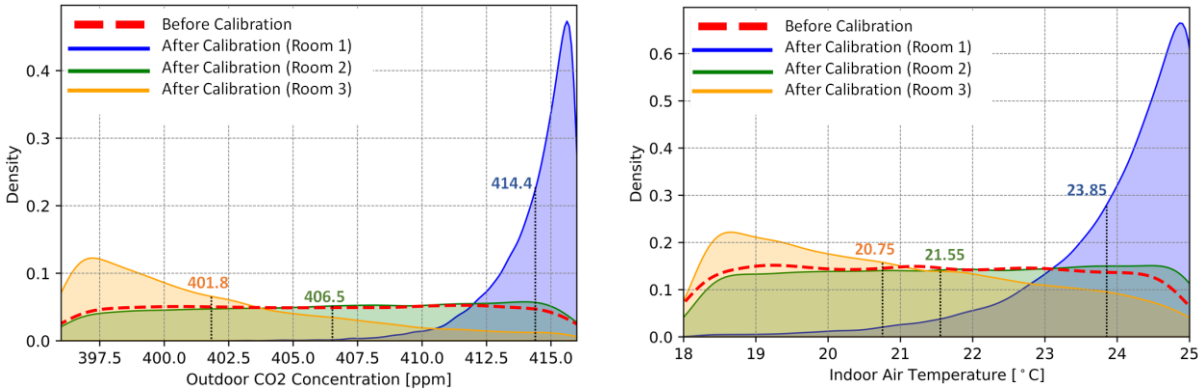 Before Calibration
After Calibration (Room 1)
After Calibration (Room 2)
After Calibration (Room 3)
0.4
0.3
0.2
0.1
0.0
Density
414.4
401.8
406.5
397.5 400.0 402.5 405.0 407.5 410.0 412.5 415.0
Outdoor CO2 Concentration [ppm]
Before Calibration
After Calibration (Room 1)
After Calibration (Room 2)
After Calibration (Room 3)
0.6
0.5
0.4
0.3
0.2
0.1
0.0
Density
23.85
20.75
21.55
18 19 20 21 22 23 24 25
Indoor Air Temperature [°C]